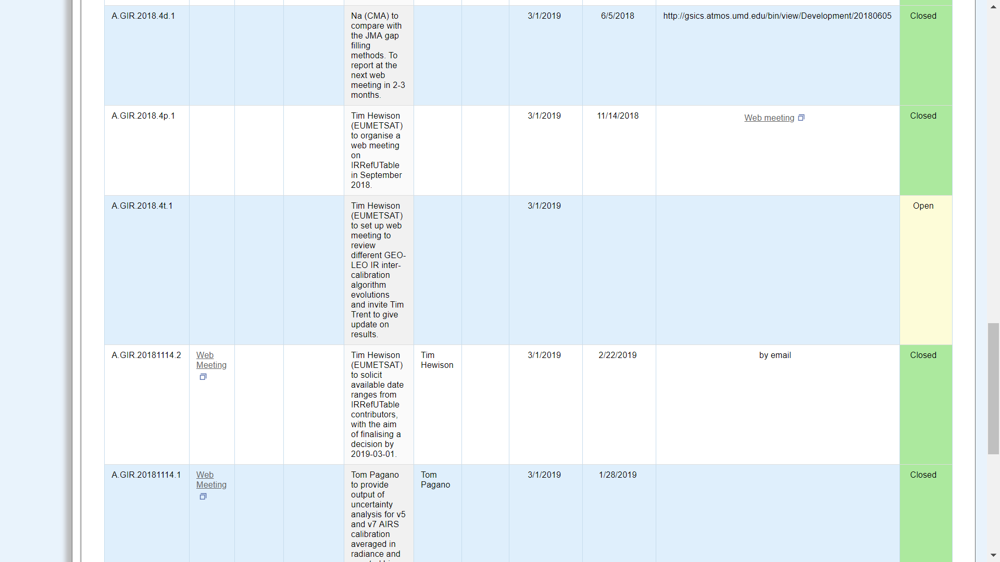 A.GIR.2018.4d.1
Na (CMA) to
compare with
the JMA gap
filling
methods. To
report at the
next web
meeting in 2-3
months.
3/1/2019
6/5/2018
http://gsics.atmos.umd.edu/bin/view/Development/20180605
Closed
A.GIR.2018.4p.1
Tim Hewison
(EUMETSAT)
to organise a
web meeting
on
IRRefUTable
in September
2018.
3/1/2019
11/14/2018
Web meeting
Closed
A.GIR.2018.4t.1
Tim Hewison
(EUMETSAT)
to set up web
meeting to
review
different GEO-
LEO IR inter-
calibration
algorithm
evolutions
and invite Tim
Trent to give
update on
results.
3/1/2019
Open
A.GIR.20181114.2
Web
Meeting
Tim Hewison
(EUMETSAT)
to solicit
available date
ranges from
IRRefUTable
contributors,
with the aim
of finalising a
decision by
2019-03-01.
Tim
Hewison
3/1/2019
2/22/2019
by email
Closed
A.GIR.20181114.1
Web
Meeting
Tom Pagano
to provide
output of
uncertainty
analysis for v5
and v7 AIRS
calibration
averaged in
radiance and
Tom
Pagano
3/1/2019
1/28/2019
Closed